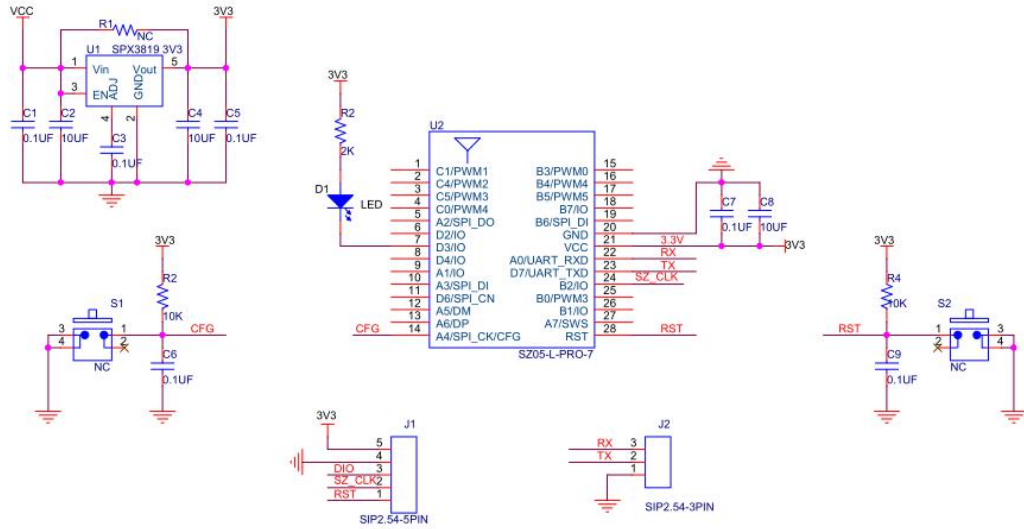 VCC
3V3
R1
NC
U1
SPX3819 3V3
1
Vin
Vout
5
3
EN
ADJ
GND
4
2
C1
0.1UF
C2
10UF
C3
0.1UF
C4
10UF
C5
0.1UF
3V3
R2
2K
D1
LED
U2
1
C1/PWM1
B3/PWM0
15
2
C4/PWM2
B4/PWM4
16
3
C5/PWM3
B5/PWM5
17
4
C0/PWM4
B7/IO
18
5
A2/SPI_DO
B6/SPI_DI
19
6
D2/IO
GND
20
7
D3/IO
VCC
21
3.3V
8
D4/IO
A0/UART_RXD
22
RX
9
A1/IO
D7/UART_TXD
23
TX
10
A3/SPI_DI
B2/IO
24
SZ_CLK
11
D6/SPI_CN
B0/PWM3
25
12
A5/DM
B1/IO
26
13
A6/DP
A7/SWS
27
CFG
14
A4/SPI_CK/CFG
RST
28
RST
SZ05-L-PRO-7
C7
0.1UF
C8
10UF
3V3
3V3
R2
10K
S1
3
1
4
2
NC
CFG
C6
0.1UF
3V3
R4
10K
RST
S2
1
3
2
4
NC
C9
0.1UF
3V3
J1
5
4
DIO
3
SZ_CLK
2
RST
1
SIP2.54-5PIN
J2
RX
3
TX
2
1
SIP2.54-3PIN